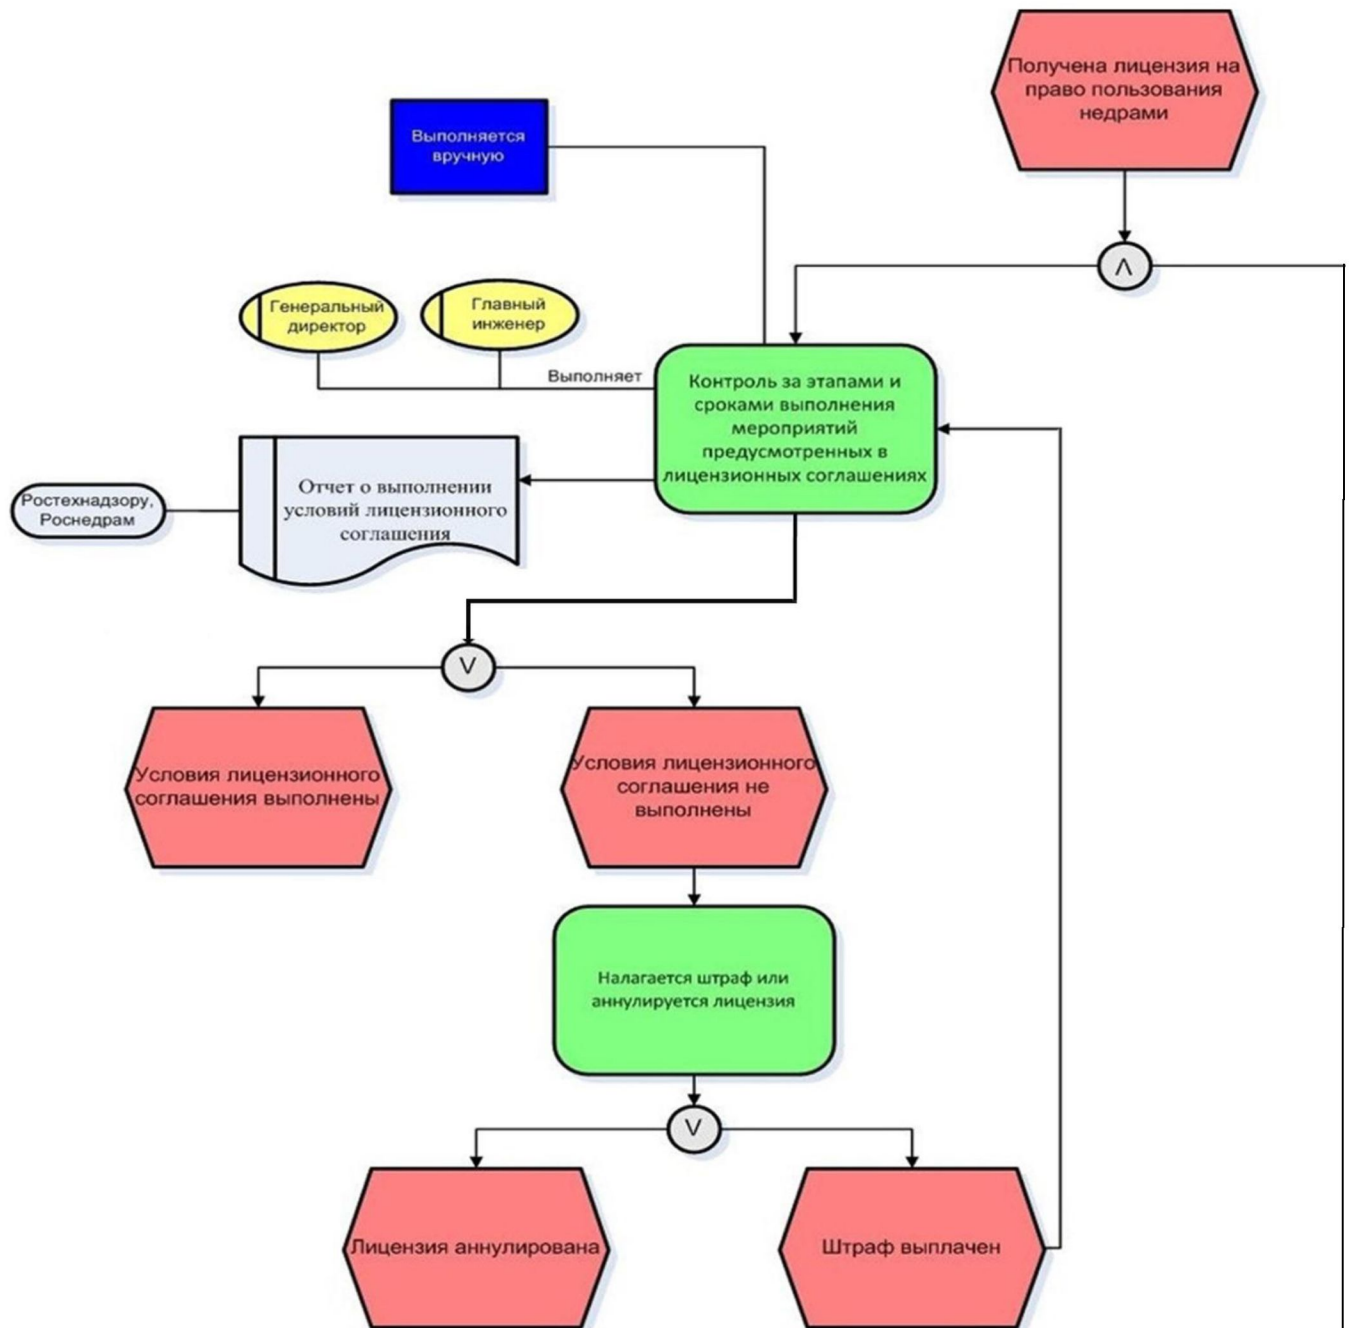 Получена лицензия на
право пользования
недрами
Выполняется
вручную
Λ
Генеральный
директор
Главный
инженер
Выполняет
Контроль за этапами и
сроками выполнения
мероприятий
предусмотренных в
лицензионных соглашениях
Отчет о выполнении
условий лицензионного
соглашения
Ростехнадзору,
Роснедрам
V
Условия лицензионного
соглашения выполнены
Условия лицензионного
соглашения не
выполнены
Налагается штраф или
аннулируется лицензия
V
Лицензия аннулирована
Штраф выплачен